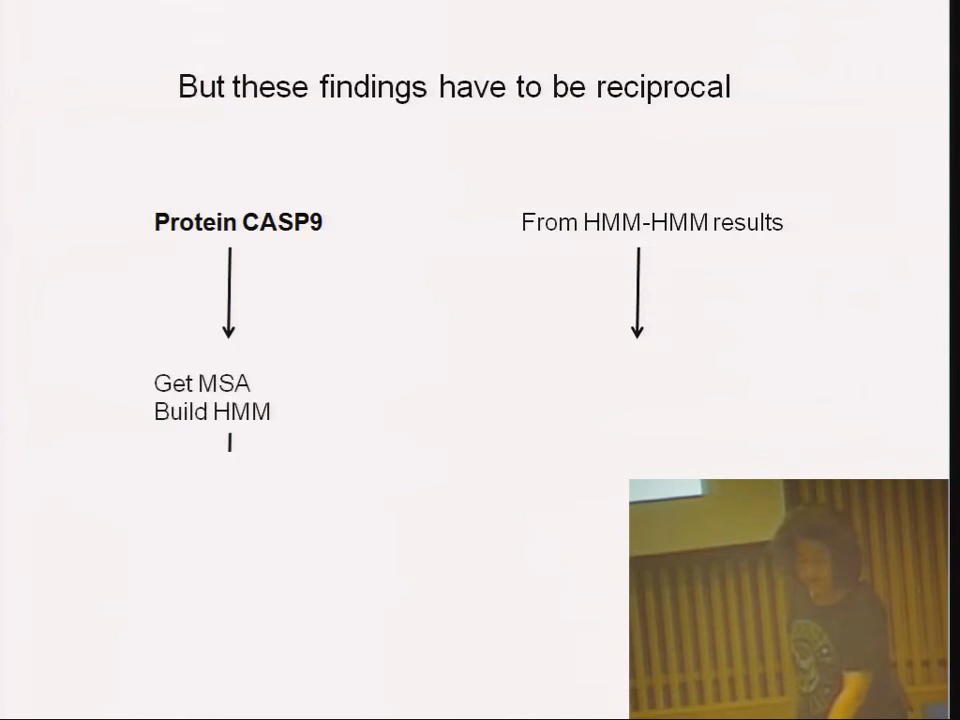 But these findings have to be reciprocal
Protein CASP9
From HMM-HMM results
Get MSA
Build HMM